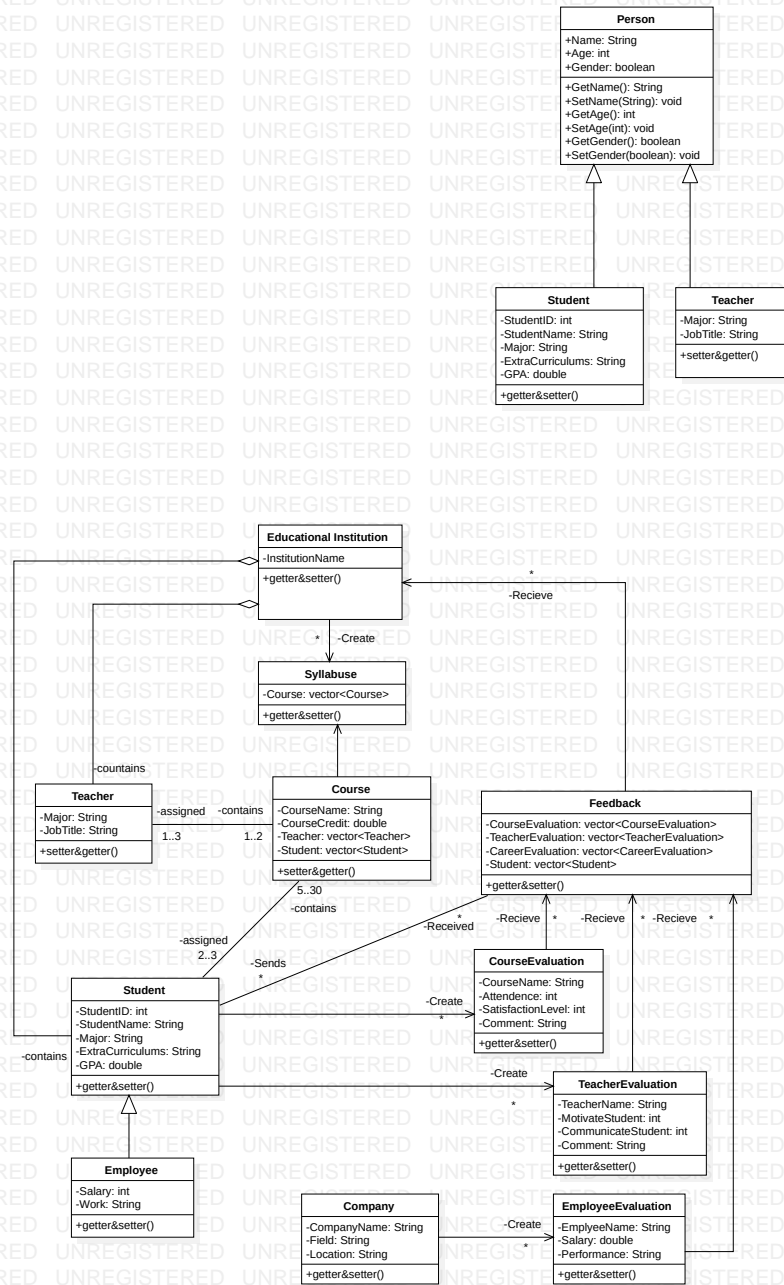 Person
+Name: String
+Age: int
+Gender: boolean
+GetName(): String
+SetName(String): void
+GetAge(): int
+SetAge(int): void
+GetGender(): boolean
+SetGender(boolean): void
Student
-StudentID: int
-StudentName: String
-Major: String
-ExtraCurriculums: String
-GPA: double
+getter&setter()
Teacher
-Major: String
-JobTitle: String
+setter&getter()
Educational Institution
-InstitutionName
+getter&setter()
*
-Recieve
* -Create
Syllabuse
-Course: vector<Course>
+getter&setter()
-countains
Teacher
-Major: String
-JobTitle: String
+setter&getter()
-assigned
1..3
-contains
1..2
Course
-CourseName: String
-CourseCredit: double
-Teacher: vector<Teacher>
-Student: vector<Student>
+setter&getter()
5..30
-contains
Feedback
-CourseEvaluation: vector<CourseEvaluation>
-TeacherEvaluation: vector<TeacherEvaluation>
-CareerEvaluation: vector<CareerEvaluation>
-Student: vector<Student>
+getter&setter()
*
-Received
-Recieve *
-Recieve *
-Recieve *
-assigned
2..3
-Sends
*
CourseEvaluation
-CourseName: String
-Attendence: int
-SatisfactionLevel: int
-Comment: String
+getter&setter()
Student
-StudentID: int
-StudentName: String
-Major: String
-ExtraCurriculums: String
-GPA: double
+getter&setter()
-contains
-Create
*
-Create
*
TeacherEvaluation
-TeacherName: String
-MotivateStudent: int
-CommunicateStudent: int
-Comment: String
+getter&setter()
Employee
-Salary: int
-Work: String
+getter&setter()
Company
-CompanyName: String
-Field: String
-Location: String
+getter&setter()
-Create
*
EmployeeEvaluation
-EmplyeeName: String
-Salary: double
-Performance: String
+getter&setter()
UNREGISTERED